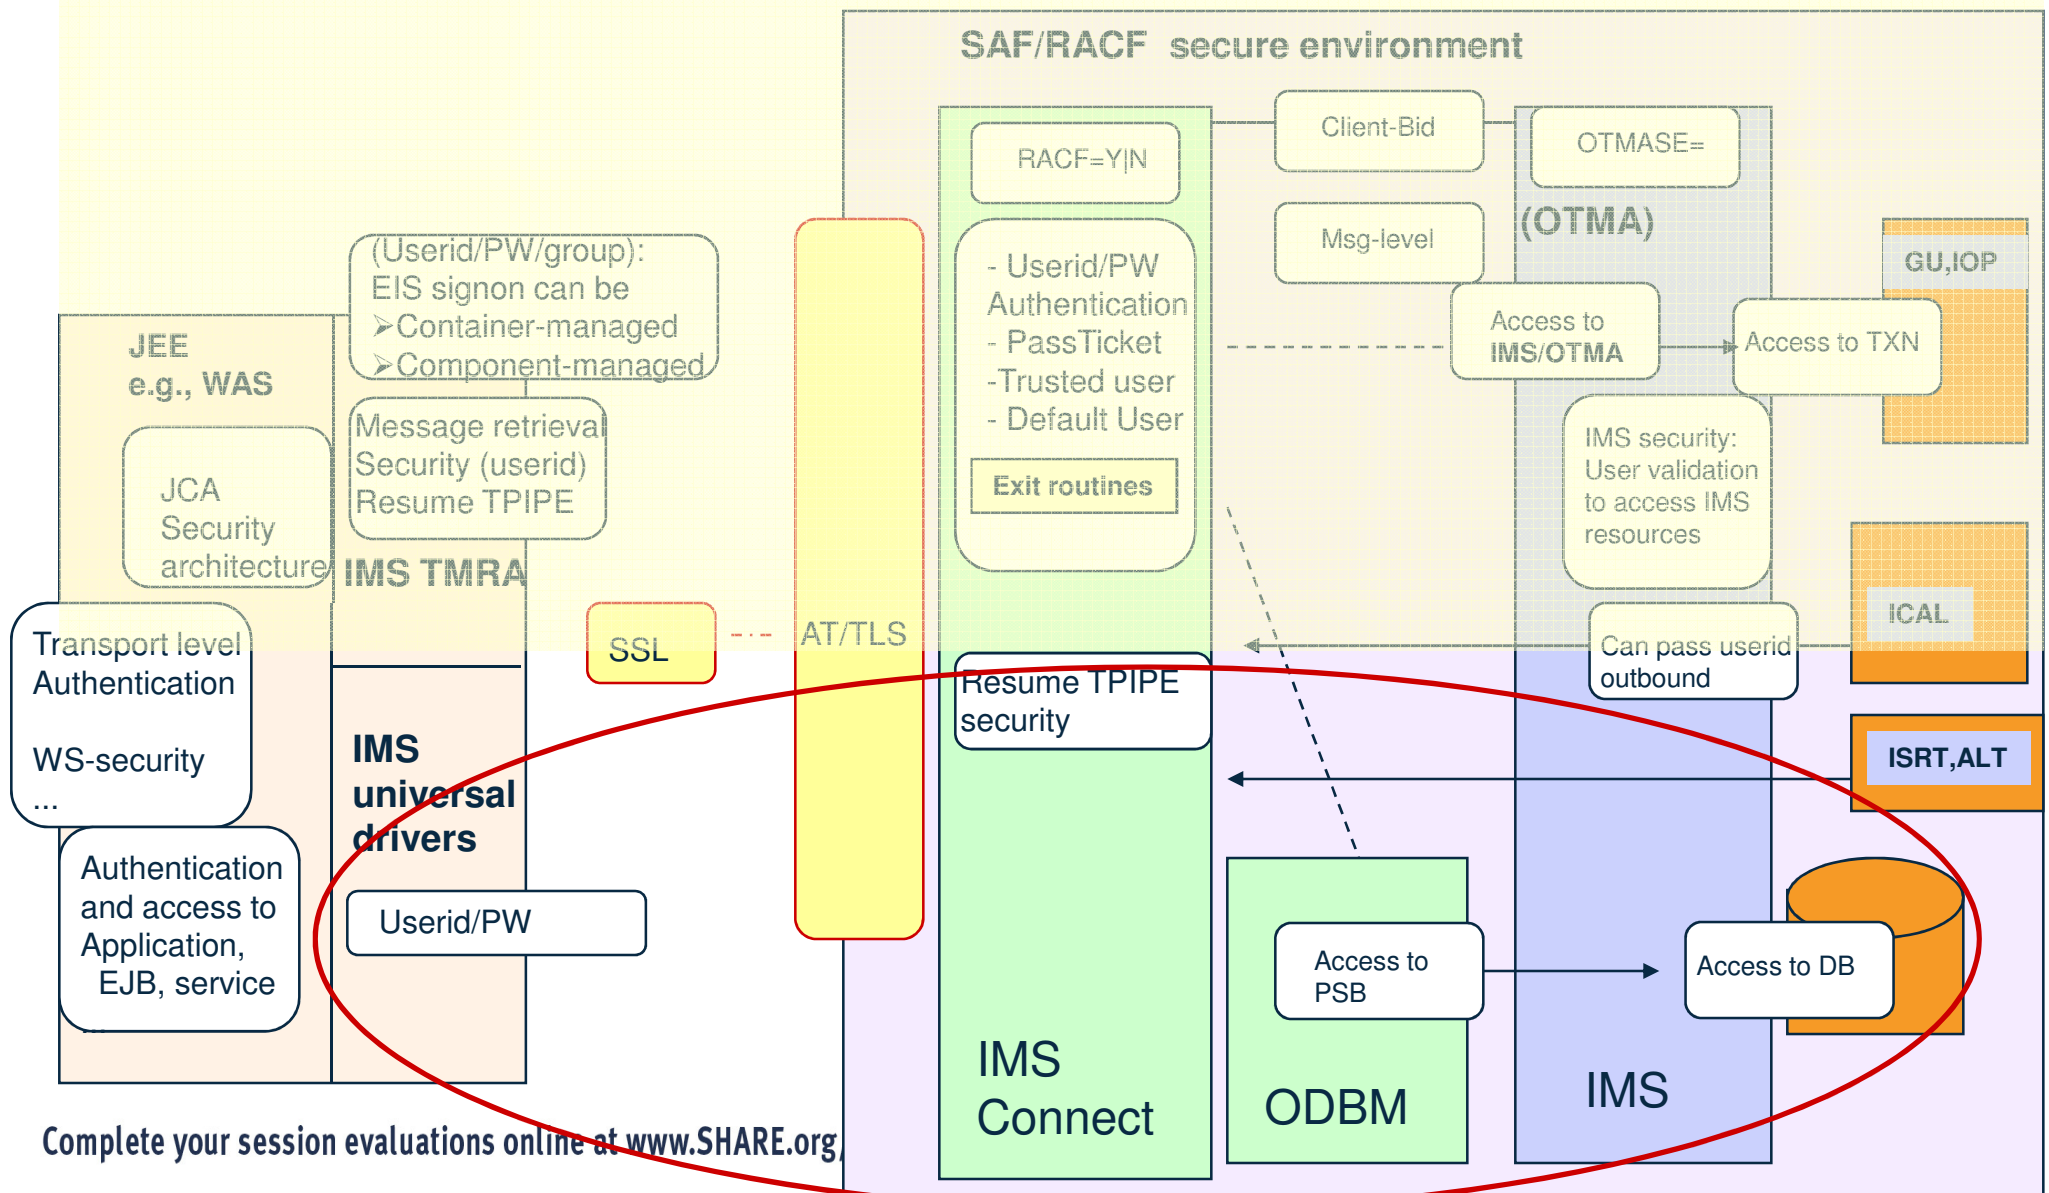 SAF/RACF secure environment
RACF=Y|N
Client-Bid
OTMASE=
Msg-level
(OTMA)
GU,IOP
(Userid/PW/group):
EIS signon can be
➢Container-managed
➢Component-managed
- Userid/PW
Authentication
- PassTicket
-Trusted user
- Default User
Exit routines
Access to
IMS/OTMA
Access to TXN
JEE
e.g., WAS
Message retrieval
Security (userid)
Resume TPIPE
JCA
Security
architecture
IMS TMRA
IMS security:
User validation
to access IMS
resources
ICAL
Transport level
Authentication
WS-security
...
SSL
AT/TLS
Can pass userid
outbound
Resume TPIPE
security
IMS
universal
drivers
ISRT,ALT
Authentication
and access to
Application,
EJB, service
...
Userid/PW
Access to
PSB
Access to DB
IMS
Connect
ODBM
IMS
Complete your session evaluations online at www.SHARE.org/